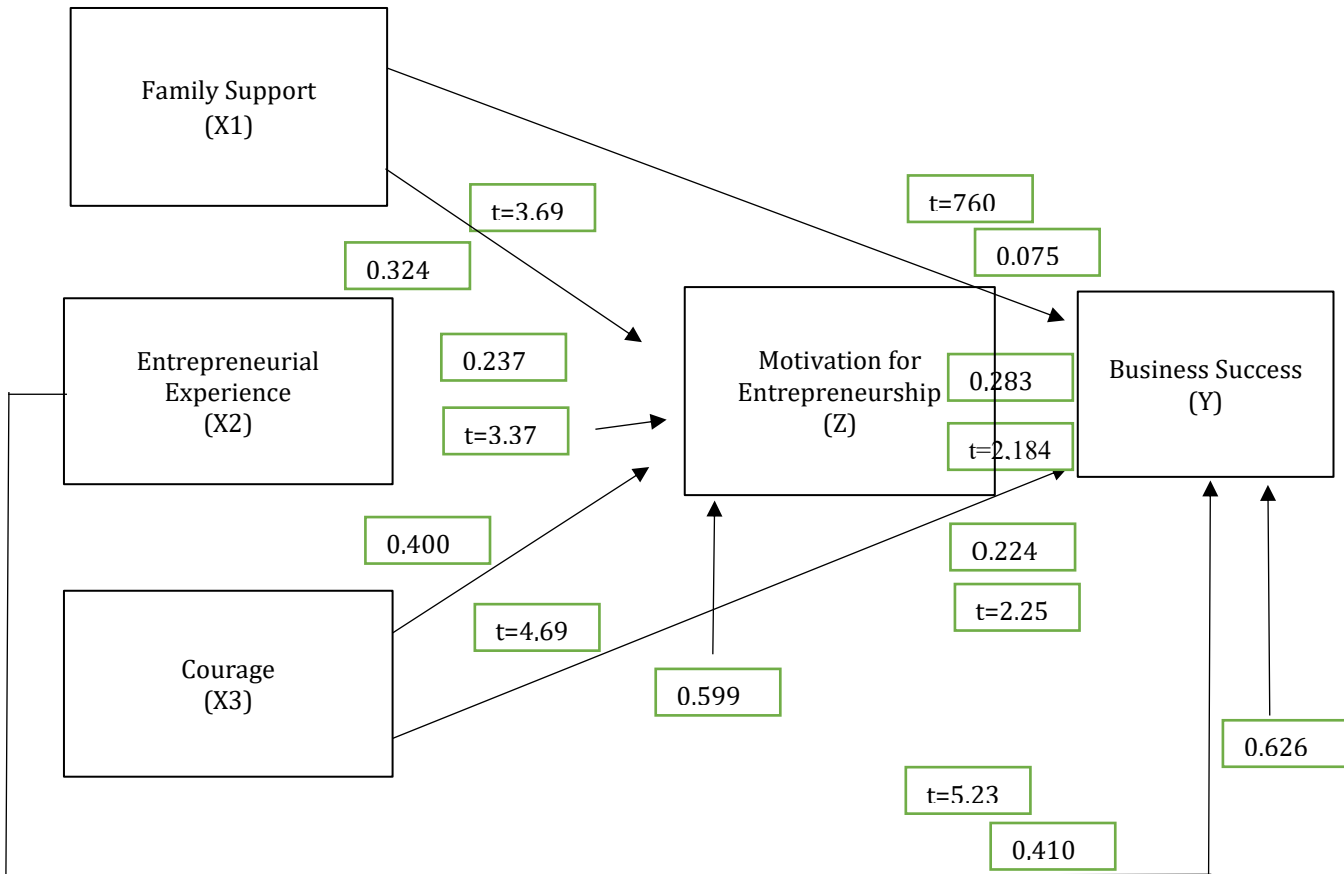 Family Support
(X1)
t=3.69
0.324
t=760
0.075
Entrepreneurial
Experience
(X2)
0.237
t=3.37
Motivation for
Entrepreneurship
(Z)
0.283
t=2,184
Business Success
(Y)
0.400
t=4.69
Courage
(X3)
0.599
O.224
t=2.25
0.626
t=5.23
0.410